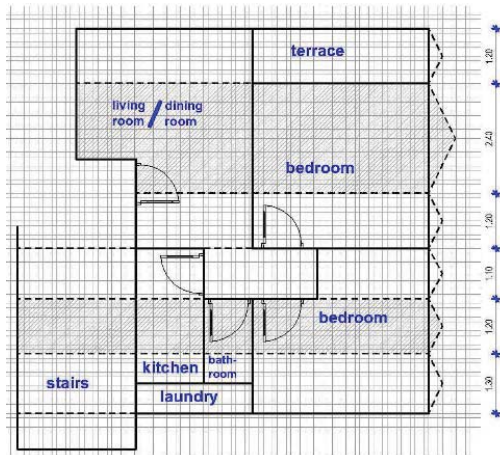 terrace
living / dining
room room
bedroom
bedroom
kitchen
bath-
room
stairs
laundry
1.20
2.40
1.20
1.10
1.20
1.30